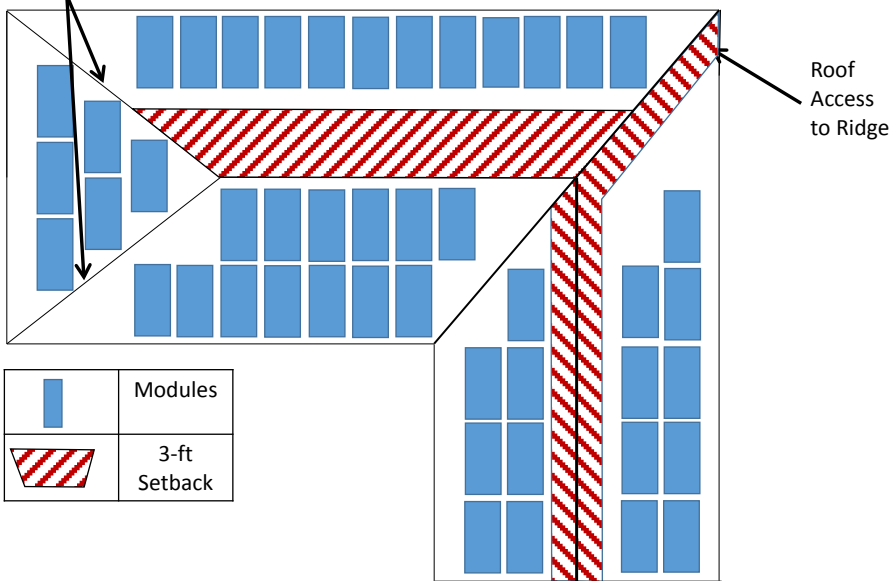 Roof
Access
to Ridge
Modules
3-ft
Setback